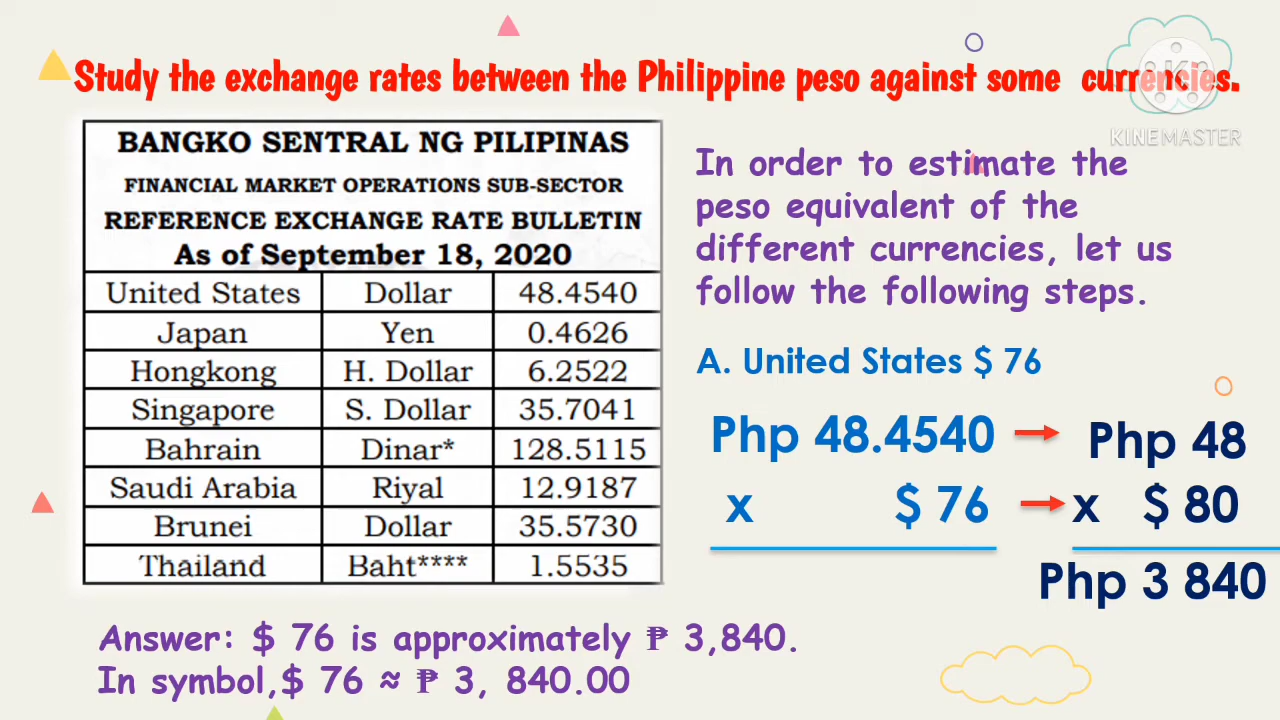 Study the exchange rates between the Philippine peso against some currencies.
KINEMASTER
BANGKO SENTRAL NG PILIPINAS
FINANCIAL MARKET OPERATIONS SUB-SECTOR
REFERENCE EXCHANGE RATE BULLETIN
As of September 18, 2020
United States Dollar 48.4540
Japan Yen 0.4626
Hongkong H. Dollar 6.2522
Singapore S. Dollar 35.7041
Bahrain Dinar* 128.5115
Saudi Arabia Riyal 12.9187
Brunei Dollar 35.5730
Thailand Baht**** 1.5535
In order to estimate the
peso equivalent of the
different currencies, let us
follow the following steps.
A. United States $ 76
Php 48.4540 → Php 48
x $ 76 → x $ 80
Php 3 840
Answer: $ 76 is approximately ₱ 3,840.
In symbol,$ 76 ≈ ₱ 3, 840.00